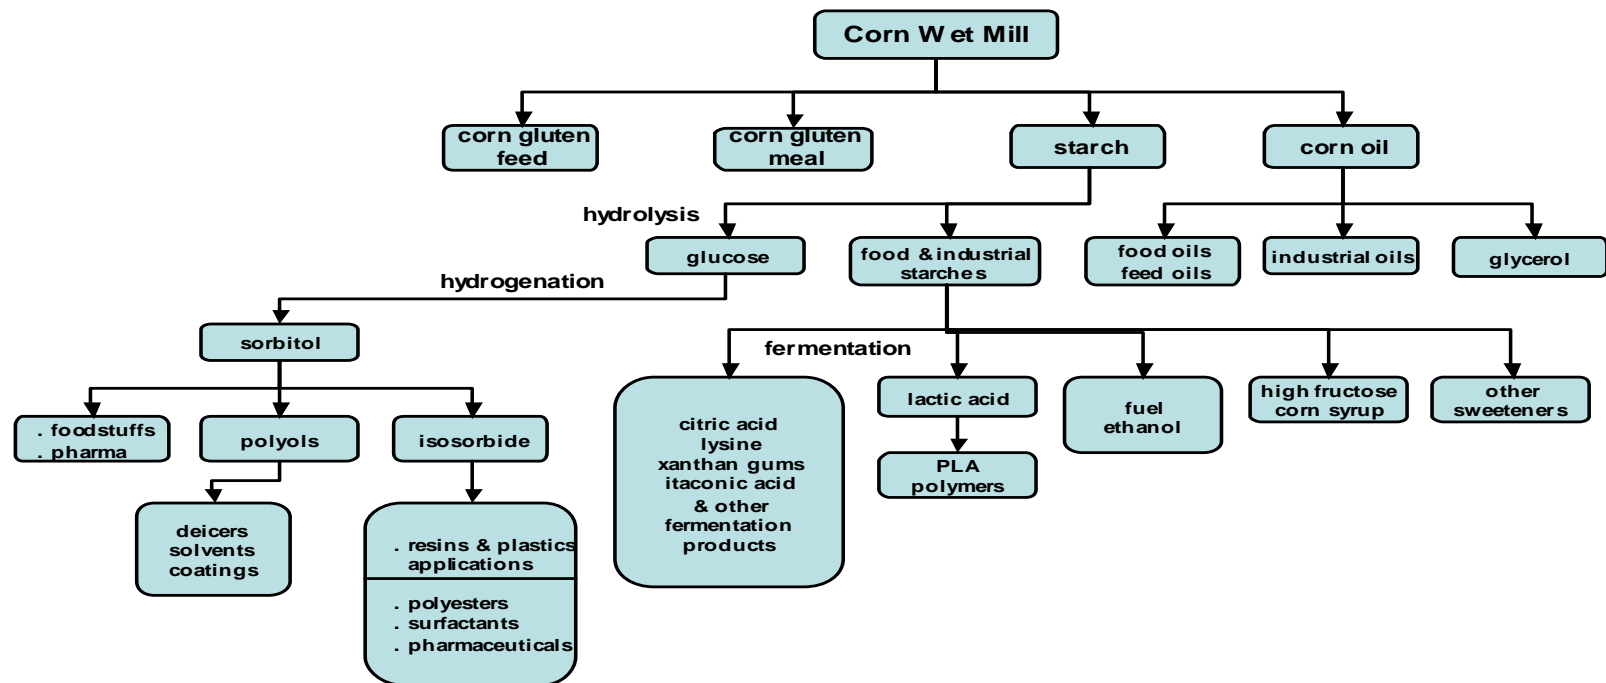 Corn Wet Mill
corn gluten
feed
corn gluten
meal
starch
corn oil
hydrolysis
glucose
food & industrial
starches
food oils
feed oils
industrial oils
glycerol
hydrogenation
sorbitol
fermentation
. foodstuffs
. pharma
polyols
isosorbide
citric acid
lysine
xanthan gums
itaconic acid
& other
fermentation
products
lactic acid
fuel
ethanol
high fructose
corn syrup
other
sweeteners
PLA
polymers
deicers
solvents
coatings
. resins & plastics
applications
. polyesters
. surfactants
. pharmaceuticals